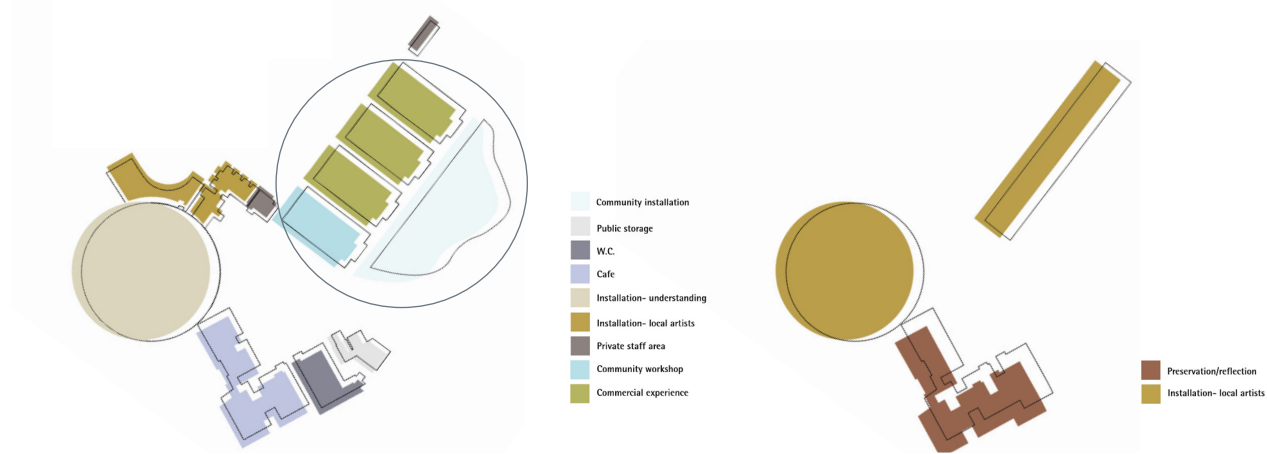 Community installation
Public storage
W.C.
Cafe
Installation- understanding
Installation- local artists
Private staff area
Community workshop
Commercial experience
Preservation/reflection
Installation- local artists